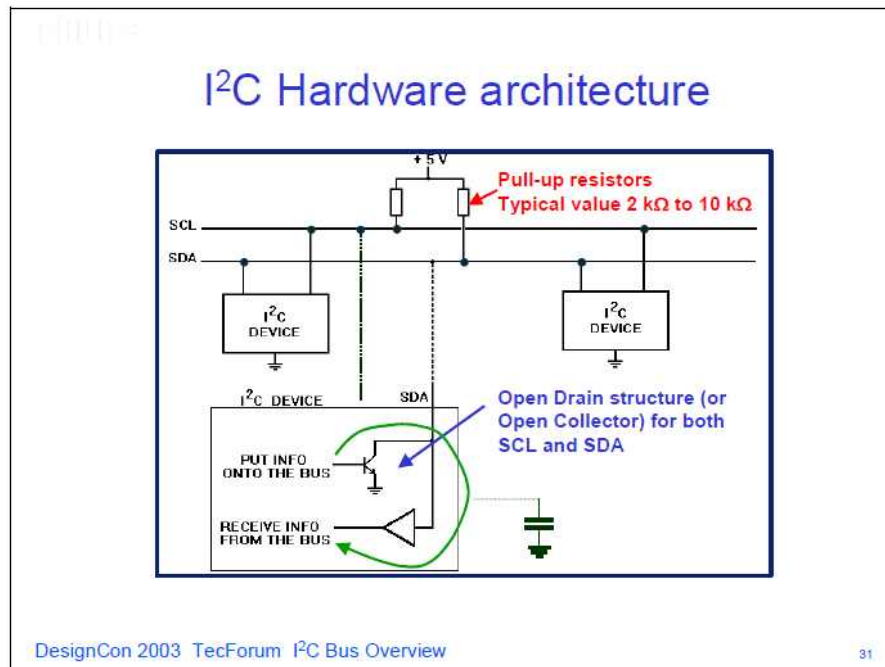 I²C Hardware architecture
+ 5 V
Pull-up resistors
Typical value 2 kΩ to 10 kΩ
SCL
SDA
I²C
DEVICE
I²C
DEVICE
I²C DEVICE
SDA
Open Drain structure (or
Open Collector) for both
SCL and SDA
PUT INFO
ONTO THE BUS
RECEIVE INFO
FROM THE BUS
DesignCon 2003 TecForum I²C Bus Overview
31